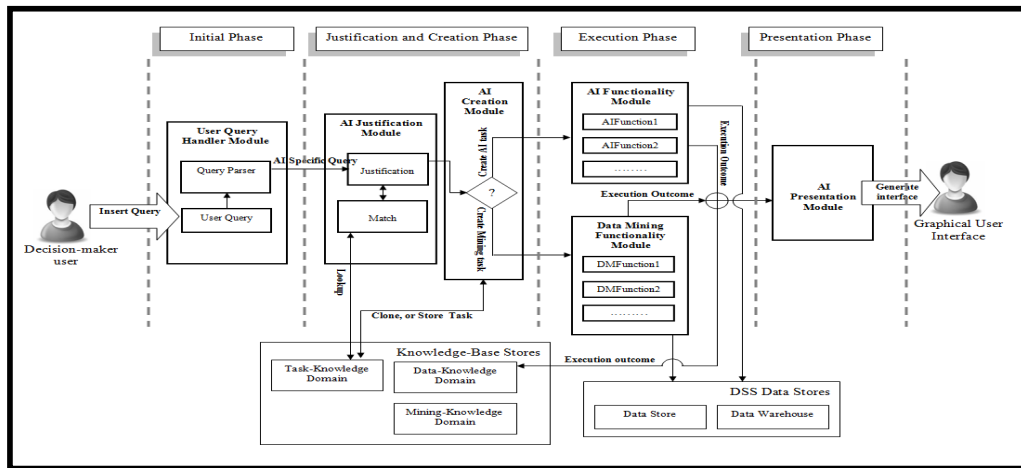 Initial Phase
Justification and Creation Phase
Execution Phase
Presentation Phase
User Query
Handler Module
Query Parser
User Query
Insert Query
Decision-maker
user
AI Specific Query
AI Justification
Module
Justification
Match
Lookup
AI
Creation
Module
?
Create AI task
Create Mining task
Clone, or Store Task
AI Functionality
Module
AIFunction1
AIFunction2
........
Execution Outcome
Execution Outcome
Data Mining
Functionality
Module
DMFunction1
DMFunction2
.........
AI
Presentation
Module
Generate
interface
Graphical User
Interface
Knowledge-Base Stores
Task-Knowledge
Domain
Data-Knowledge
Domain
Mining-Knowledge
Domain
Execution outcome
DSS Data Stores
Data Store
Data Warehouse